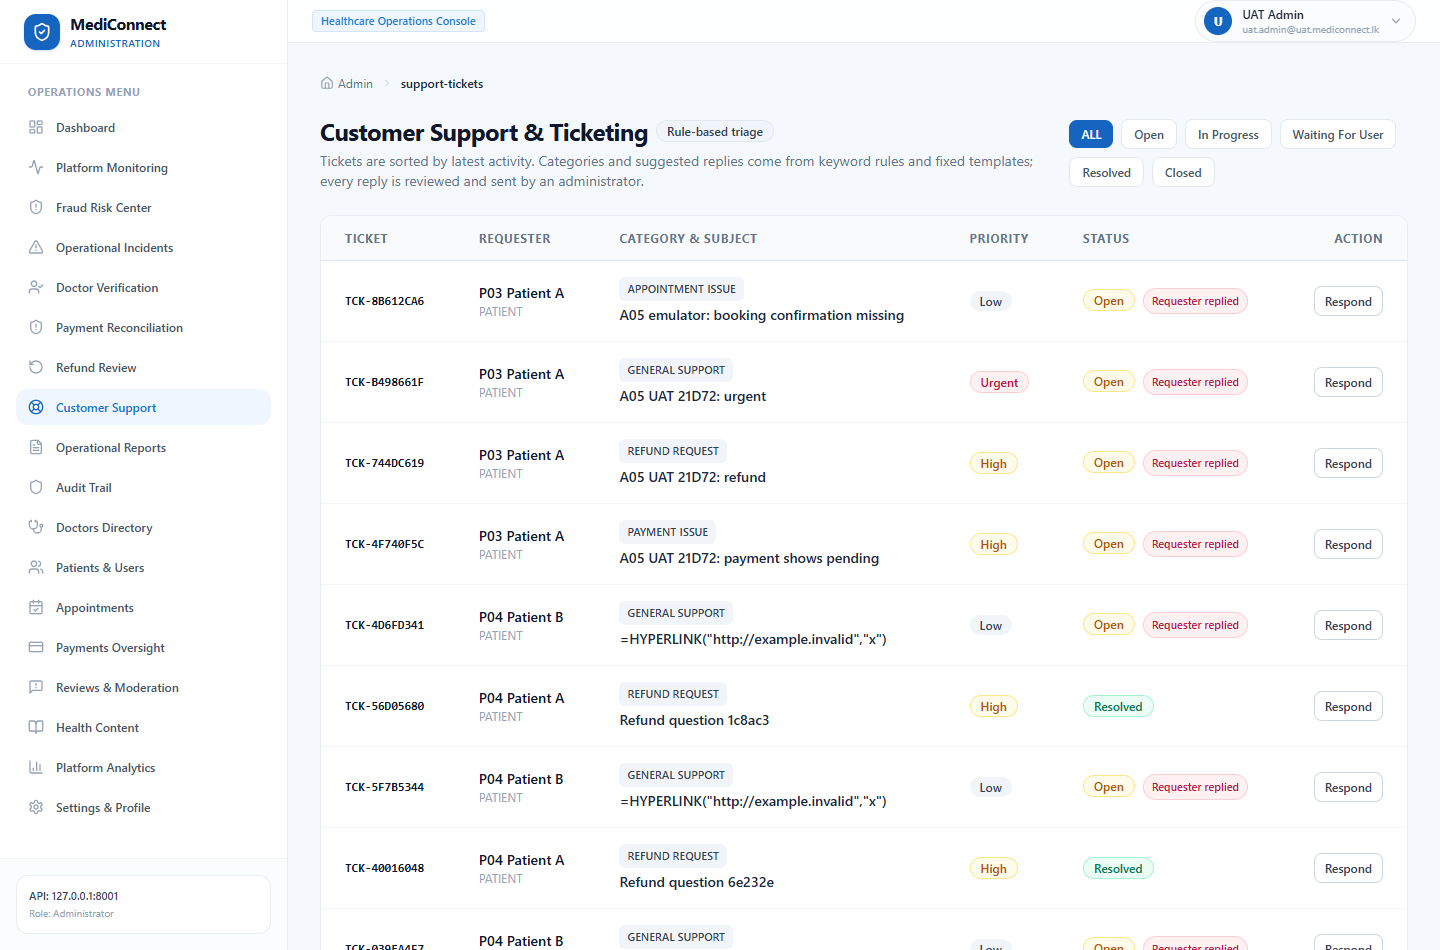 MediConnect
ADMINISTRATION
OPERATIONS MENU
Dashboard
Platform Monitoring
Fraud Risk Center
Operational Incidents
Doctor Verification
Payment Reconciliation
Refund Review
Customer Support
Operational Reports
Audit Trail
Doctors Directory
Patients & Users
Appointments
Payments Oversight
Reviews & Moderation
Health Content
Platform Analytics
Settings & Profile
API: 127.0.0.1:8001
Role: Administrator
Healthcare Operations Console
U
UAT Admin
uat.admin@uat.mediconnect.lk
Admin > support-tickets
Customer Support & Ticketing Rule-based triage
Tickets are sorted by latest activity. Categories and suggested replies come from keyword rules and fixed templates;
every reply is reviewed and sent by an administrator.
ALL Open In Progress Waiting For User
Resolved Closed
TICKET REQUESTER CATEGORY & SUBJECT PRIORITY STATUS ACTION
TCK-8B612CA6 P03 Patient A PATIENT APPOINTMENT ISSUE A05 emulator: booking confirmation missing Low Open Requester replied Respond
TCK-B498661F P03 Patient A PATIENT GENERAL SUPPORT A05 UAT 21D72: urgent Urgent Open Requester replied Respond
TCK-744DC619 P03 Patient A PATIENT REFUND REQUEST A05 UAT 21D72: refund High Open Requester replied Respond
TCK-4F740F5C P03 Patient A PATIENT PAYMENT ISSUE A05 UAT 21D72: payment shows pending High Open Requester replied Respond
TCK-4D6FD341 P04 Patient B PATIENT GENERAL SUPPORT =HYPERLINK("http://example.invalid","x") Low Open Requester replied Respond
TCK-56D05680 P04 Patient A PATIENT REFUND REQUEST Refund question 1c8ac3 High Resolved Respond
TCK-5F7B5344 P04 Patient B PATIENT GENERAL SUPPORT =HYPERLINK("http://example.invalid","x") Low Open Requester replied Respond
TCK-40016048 P04 Patient A PATIENT REFUND REQUEST Refund question 6e232e High Resolved Respond
P04 Patient B GENERAL SUPPORT Low Open Requester replied Respond